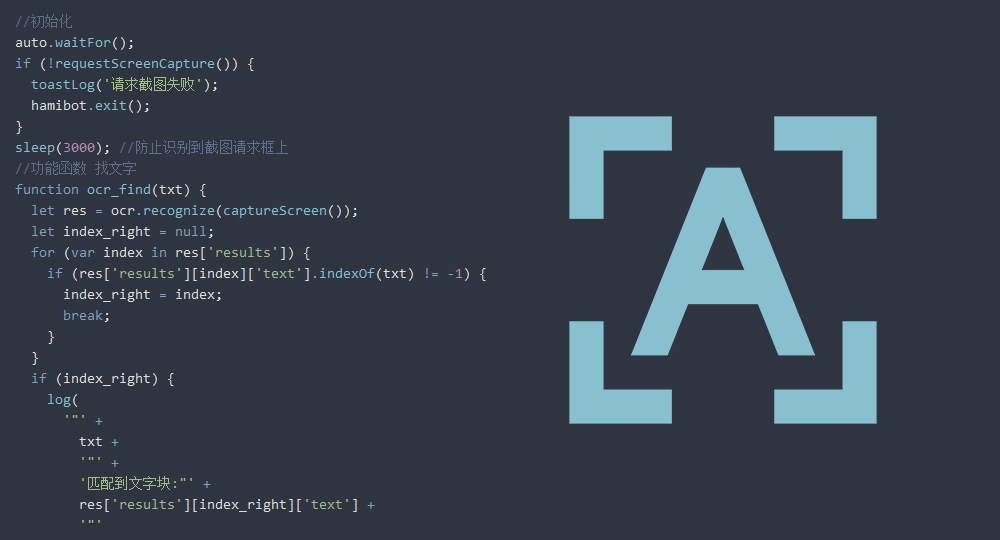 //初始化
auto.waitFor();
if (!requestScreenCapture()) {
  toastLog('请求截图失败');
  hamibot.exit();
}
sleep(3000); //防止识别到截图请求框上
//功能函数 找文字
function ocr_find(txt) {
  let res = ocr.recognize(captureScreen());
  let index_right = null;
  for (var index in res['results']) {
    if (res['results'][index]['text'].indexOf(txt) != -1) {
      index_right = index;
      break;
    }
  }
  if (index_right) {
    log(
      '"' +
        txt +
        '"' +
        '匹配到文字块:"' +
        res['results'][index_right]['text'] +
        '"'
A